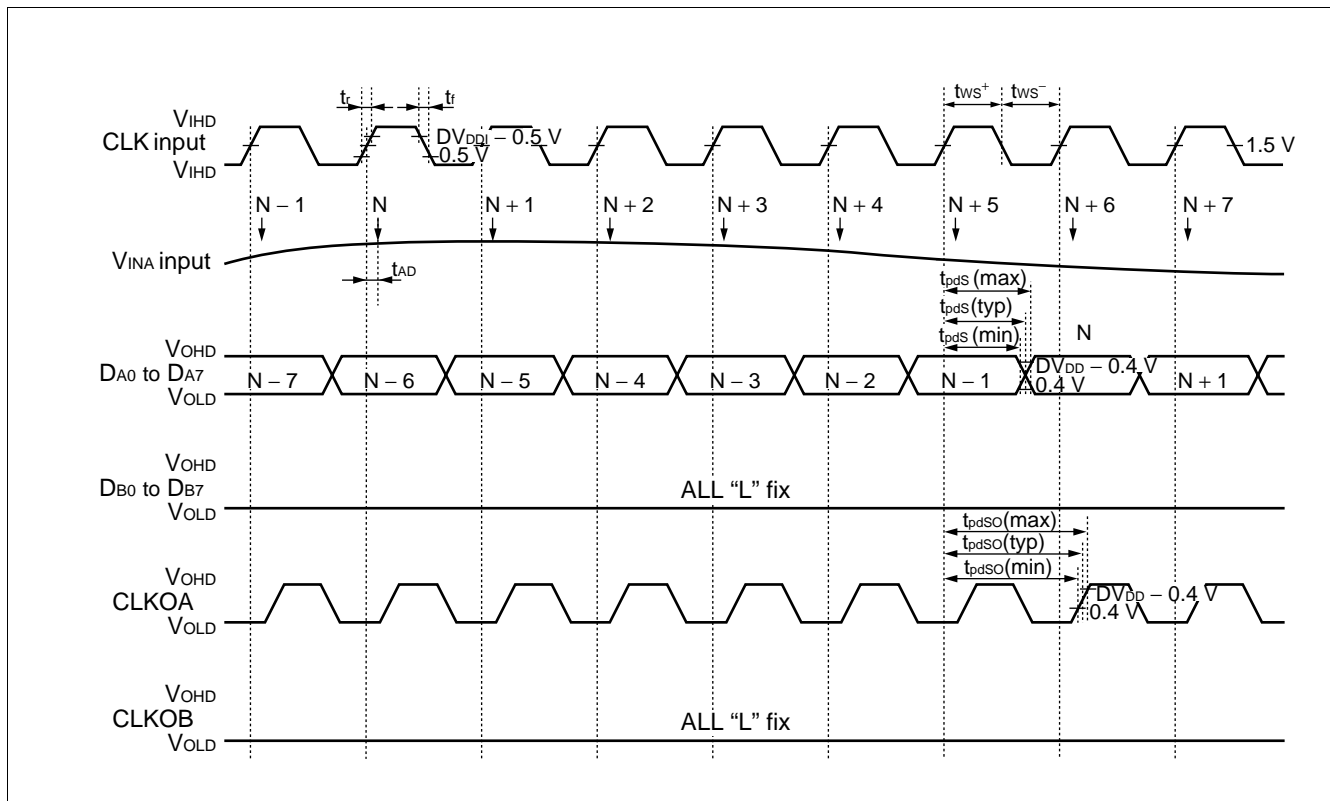 tr tf tWS+ tWS−
VIHD
CLK input
VIHD
DVDDI − 0.5 V
0.5 V
1.5 V
N − 1 N N + 1 N + 2 N + 3 N + 4 N + 5 N + 6 N + 7
VINA input
tAD
tpdS (max)
tpdS (typ)
tpdS (min)
N
VOHD
DA0 to DA7
VOLD
N − 7 N − 6 N − 5 N − 4 N − 3 N − 2 N − 1 N + 1
DVDD − 0.4 V
0.4 V
VOHD
DB0 to DB7
VOLD
ALL “L” fix
tpdSO(max)
tpdSO(typ)
tpdSO(min)
VOHD
CLKOA
VOLD
DVDD − 0.4 V
0.4 V
VOHD
CLKOB
VOLD
ALL “L” fix